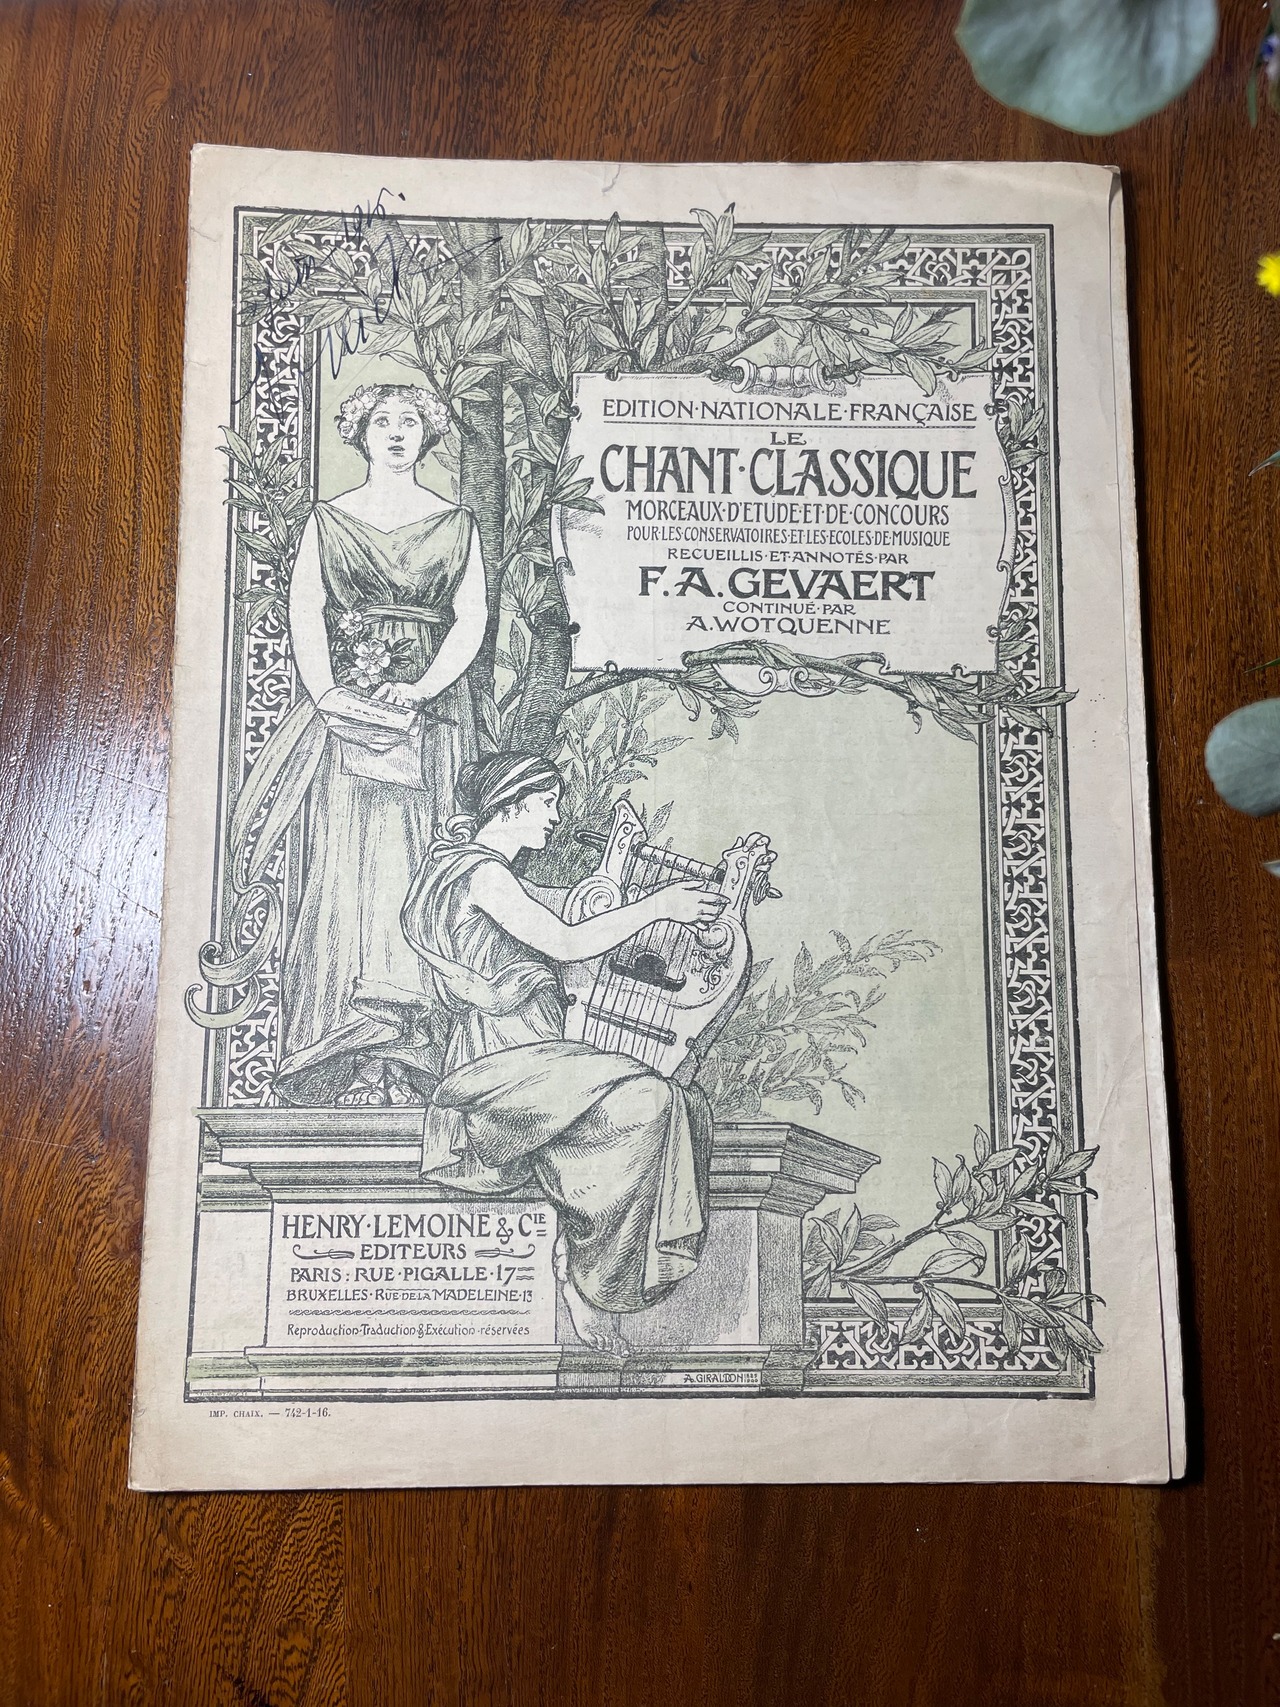 EDITION·NATIONALE·FRANÇAISE
LE
CHANT·CLASSIQUE
MORCEAUX·D'ETUDE·ET·DE·CONCOURS
POUR·LES·CONSERVATOIRES·ET·LES·ECOLES·DE·MUSIQUE
RECUEILLIS·ET·ANNOTÉS·PAR
F.A.GEVAERT
CONTINUÉ·PAR
A.WOTQUENNE
HENRY·LEMOINE & CIE
EDITEURS
PARIS: RUE·PIGALLE·17
BRUXELLES·RUE DE LA MADELEINE·13
Reproduction·Traduction·&·Exécution·réservées
A.GIRALDON
IMP. CHAIX. — 742-1-16.